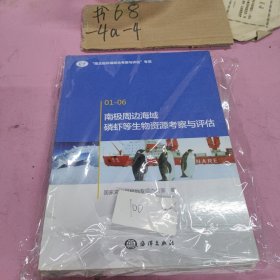 书68
-4a-4
"南北极环境综合考察与评估"专项
01-06
南极周边海域
磷虾等生物资源考察与评估
NARE
海洋出版社